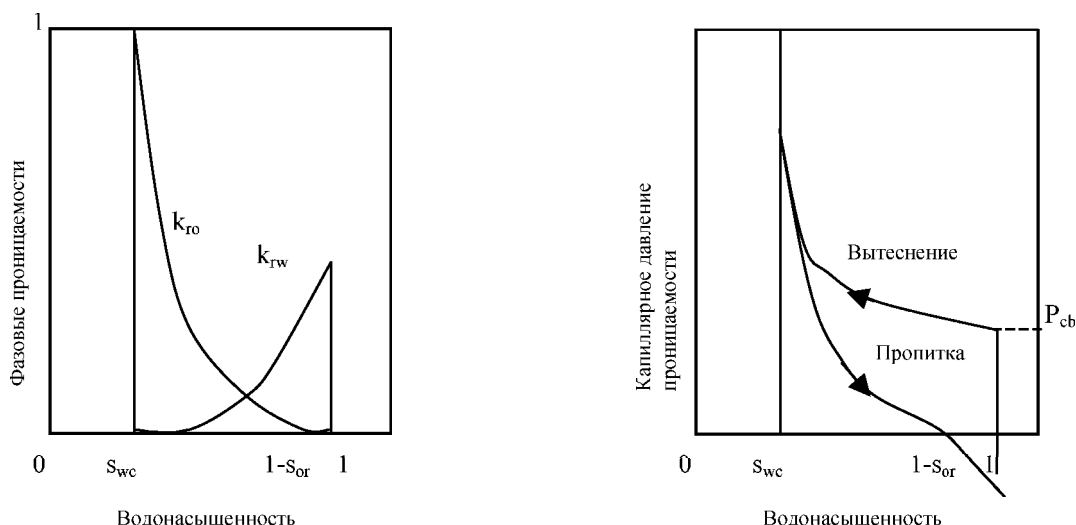 1
Фазовые проницаемости
k_ro
k_rw
0
s_wc
1-s_or
1
Водонасыщенность
Капиллярное давление
проницаемости
Вытеснение
P_cb
Пропитка
0
s_wc
1-s_or
1
Водонасыщенность